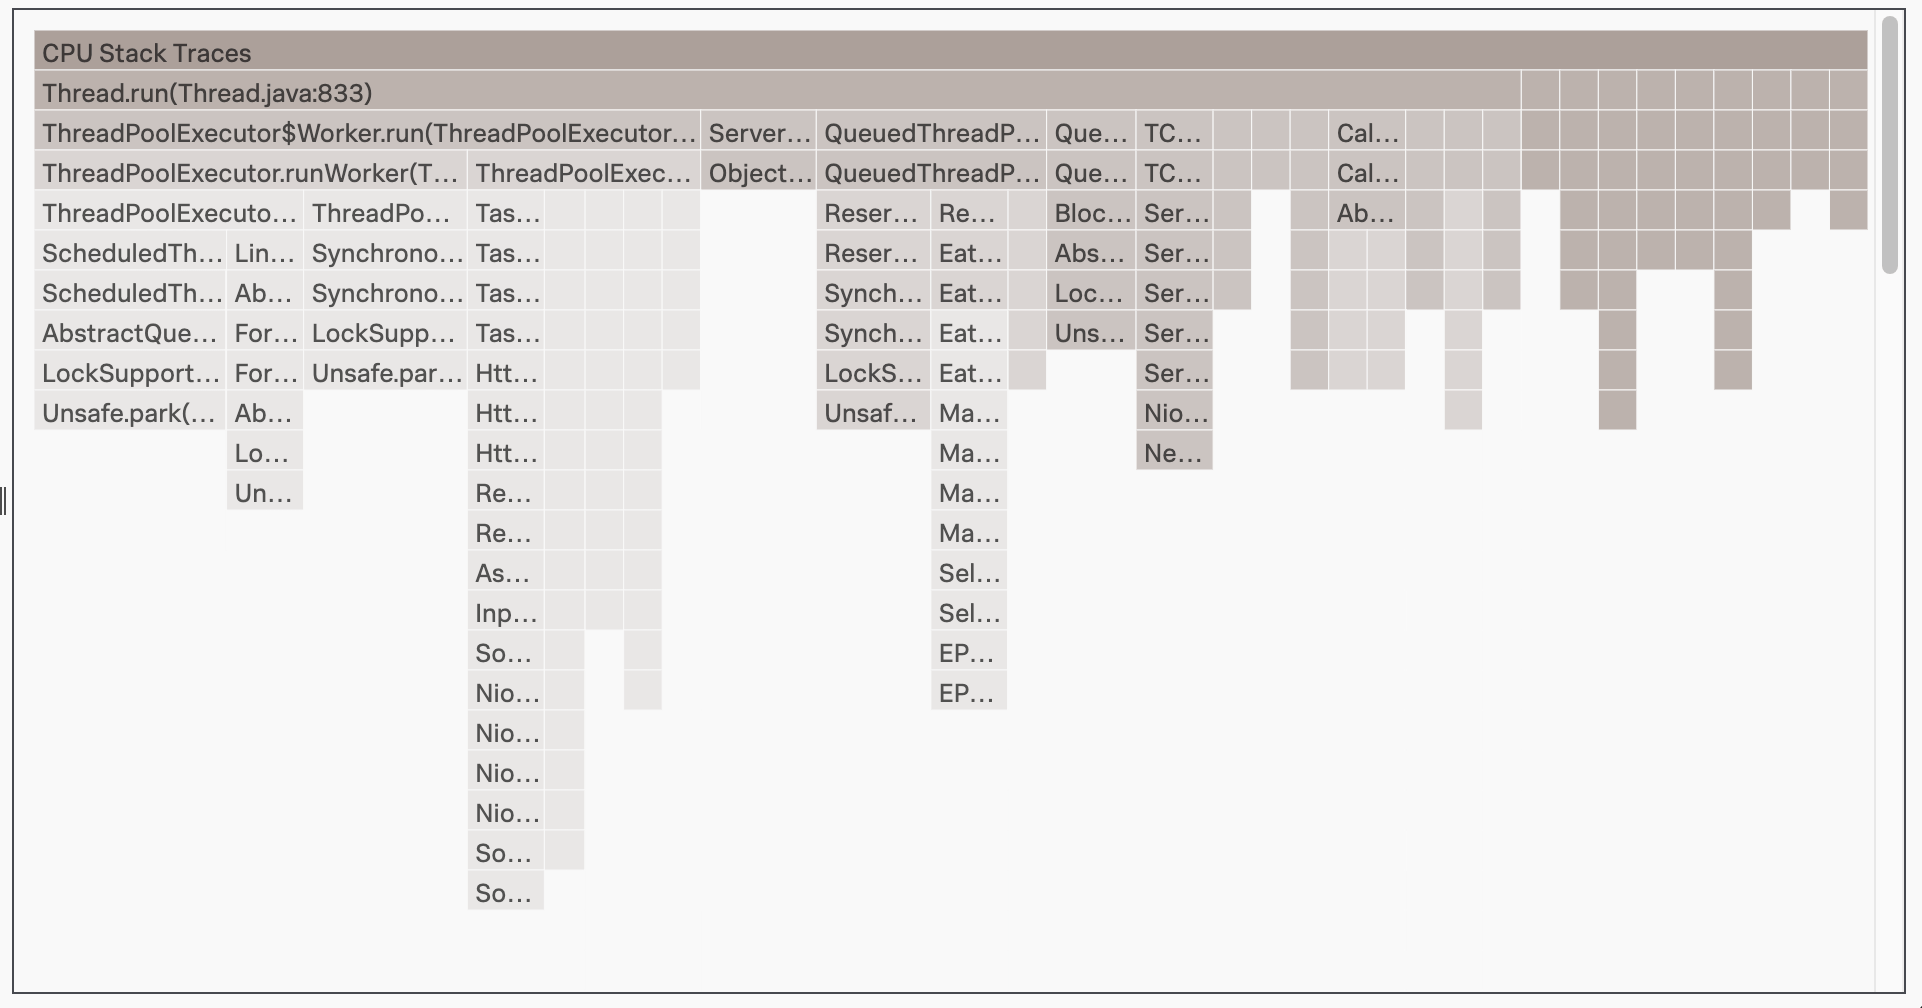 CPU Stack Traces
Thread.run(Thread.java:833)
ThreadPoolExecutor$Worker.run(ThreadPoolExecutor... Server... QueuedThreadP... Que... TC... Cal...
ThreadPoolExecutor.runWorker(T... ThreadPoolExec... Object... QueuedThreadP... Que... TC... Cal...
ThreadPoolExecuto... ThreadPo... Tas... Reser... Re... Bloc... Ser... Ab...
ScheduledTh... Lin... Synchrono... Tas... Reser... Eat... Abs... Ser...
ScheduledTh... Ab... Synchrono... Tas... Synch... Eat... Loc... Ser...
AbstractQue... For... LockSupp... Tas... Synch... Eat... Uns... Ser...
LockSupport... For... Unsafe.par... Htt... LockS... Eat... Ser...
Unsafe.park(... Ab... Htt... Unsaf... Ma... Nio...
Lo... Htt... Ma... Ne...
Un... Re... Ma...
Re... Ma...
As... Sel...
Inp... Sel...
So... EP...
Nio... EP...
Nio...
Nio...
Nio...
So...
So...